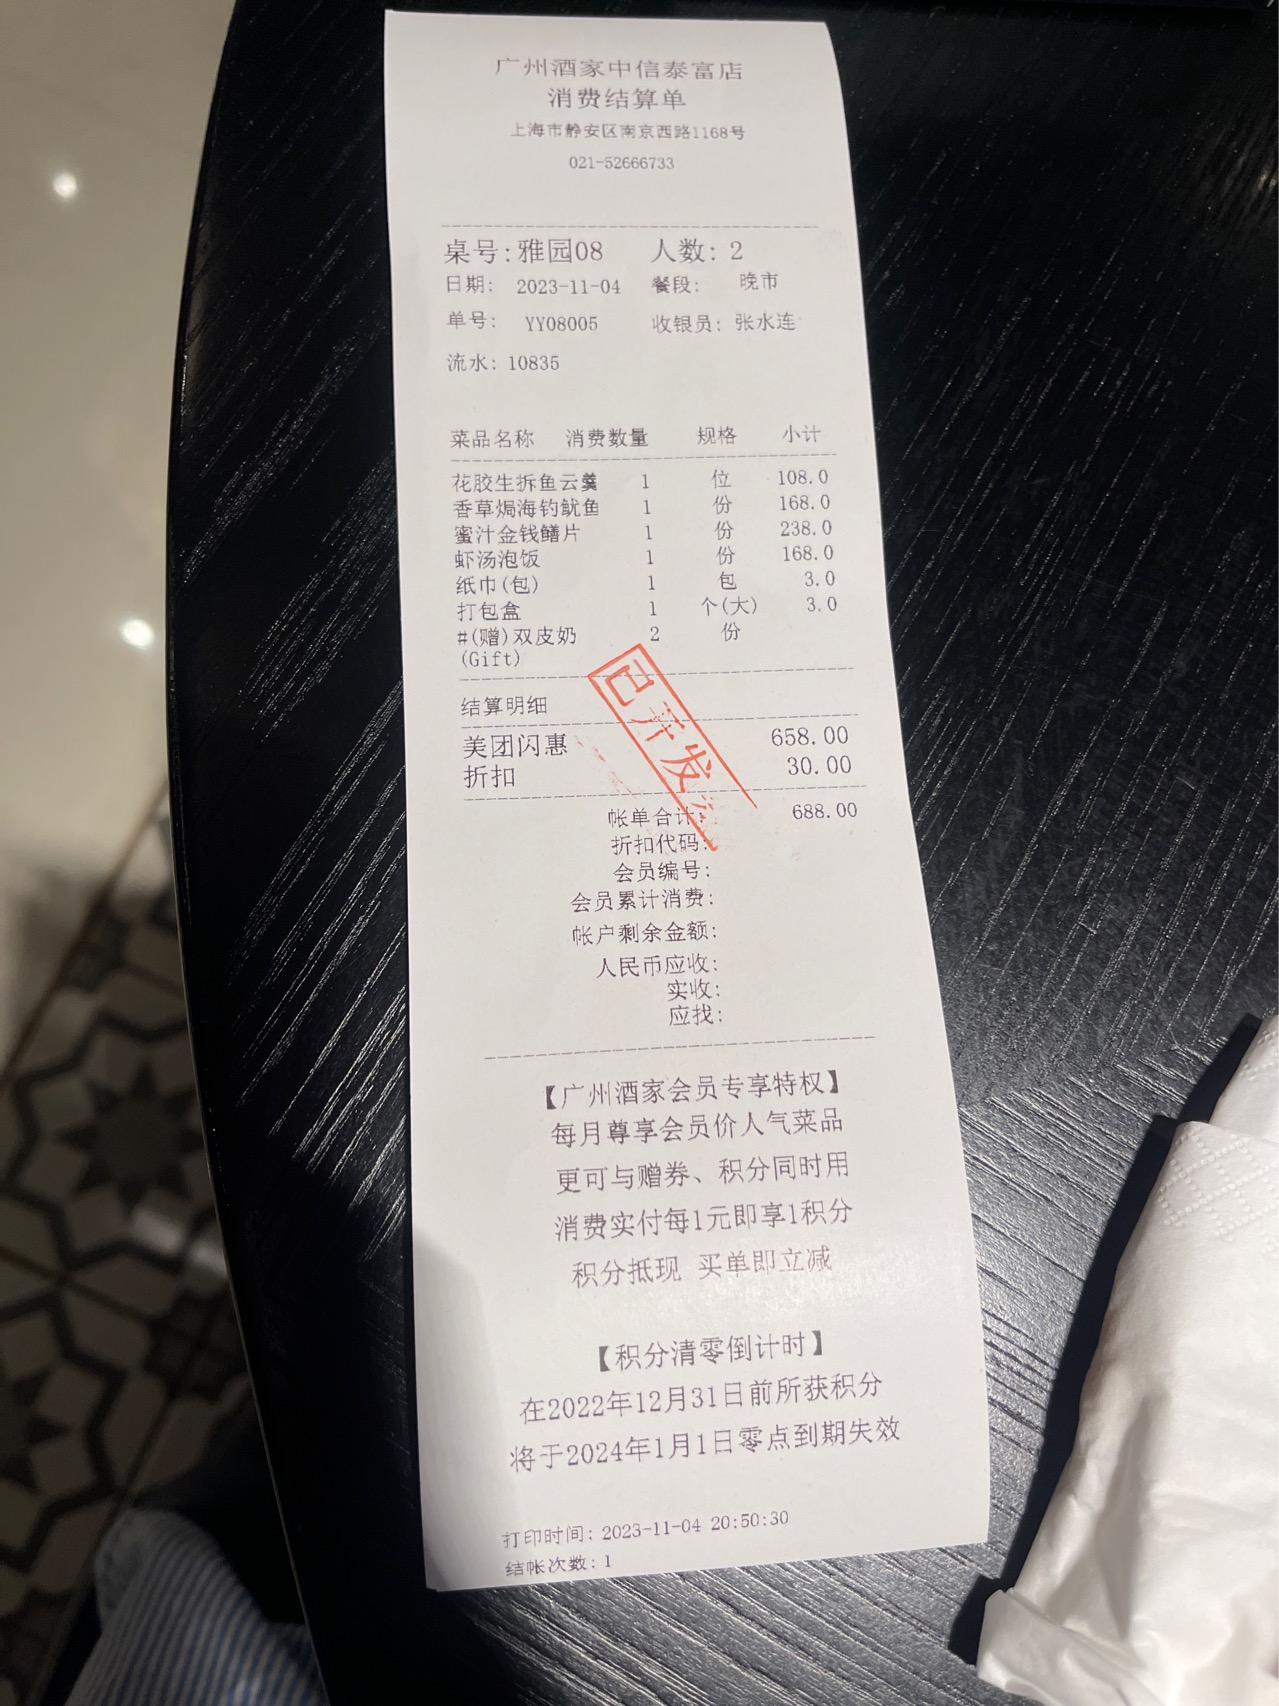 广州酒家中信泰富店
消费结算单
上海市静安区南京西路1168号
021-52666733
桌号:雅园08 人数: 2
日期: 2023-11-04 餐段: 晚市
单号: YY08005 收银员: 张水连
流水: 10835
菜品名称 消费数量 规格 小计
花胶生拆鱼云羹 1 位 108.0
香草焗海钓鱿鱼 1 份 168.0
蜜汁金钱鳝片 1 份 238.0
虾汤泡饭 1 份 168.0
纸巾(包) 1 包 3.0
打包盒 1 个(大) 3.0
#(赠)双皮奶 2 份
(Gift)
已开发
结算明细
美团闪惠 658.00
折扣 30.00
帐单合计: 688.00
折扣代码:
会员编号:
会员累计消费:
帐户剩余金额:
人民币应收:
实收:
应找:
【广州酒家会员专享特权】
每月尊享会员价人气菜品
更可与赠券、积分同时用
消费实付每1元即享1积分
积分抵现 买单即立减
【积分清零倒计时】
在2022年12月31日前所获积分
将于2024年1月1日零点到期失效
打印时间: 2023-11-04 20:50:30
结帐次数: 1